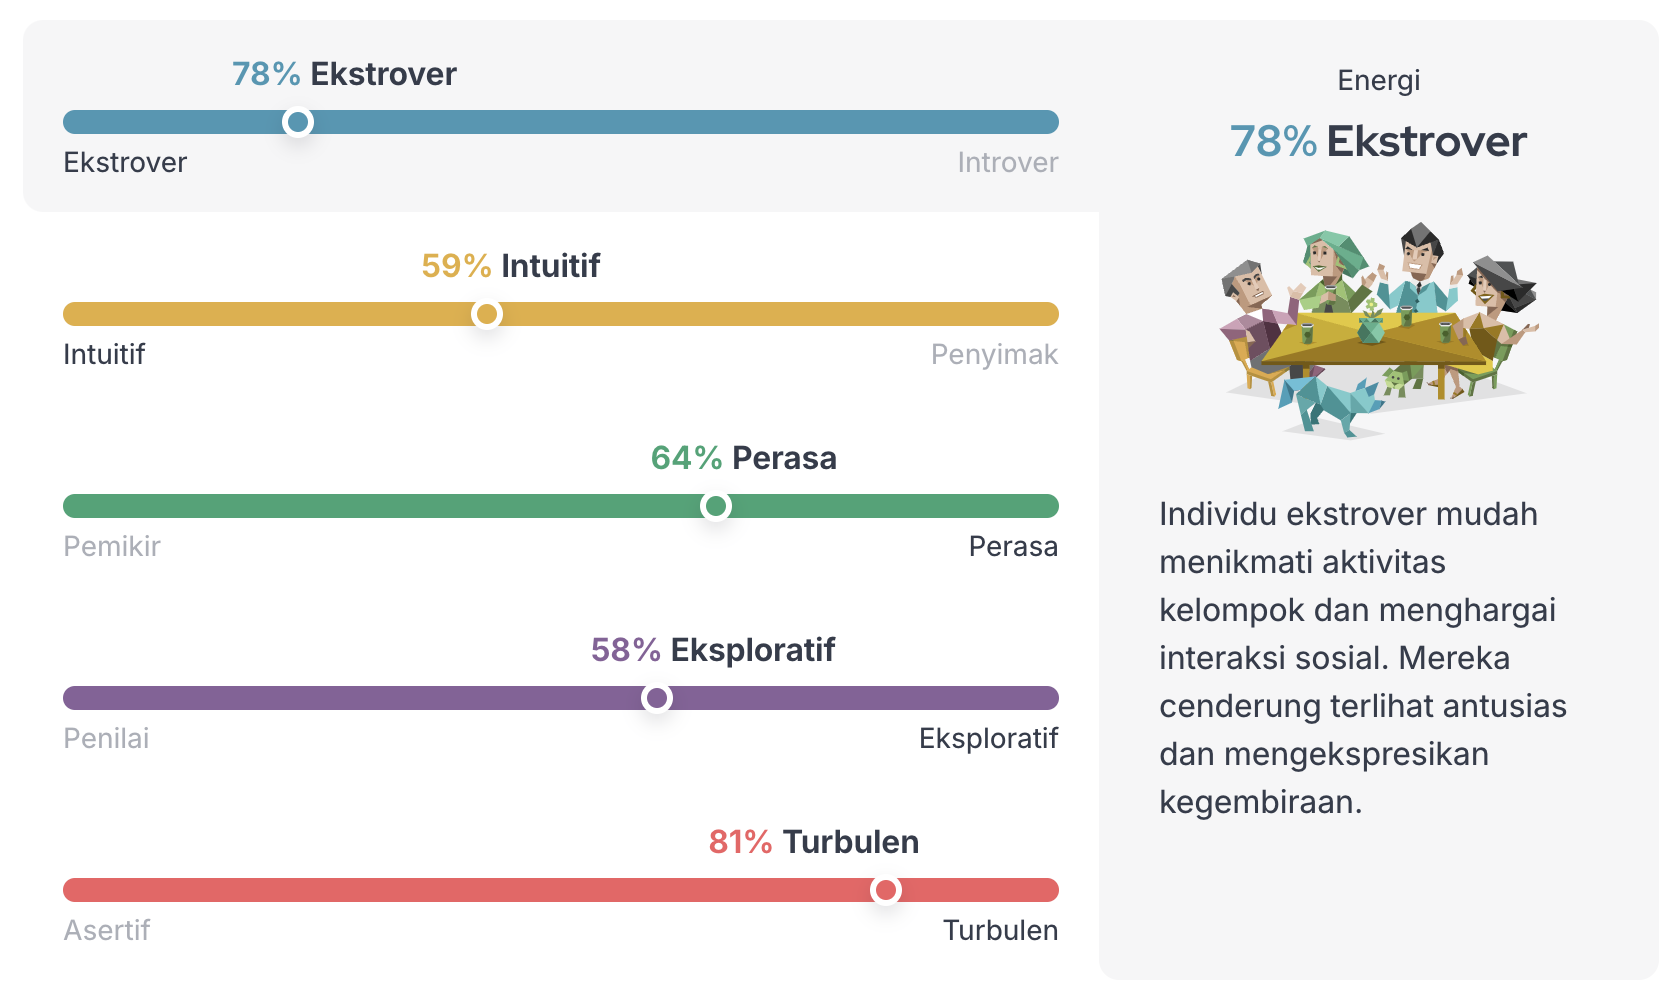 78% Ekstrover
Ekstrover
Introver
59% Intuitif
Intuitif
Penyimak
64% Perasa
Pemikir
Perasa
58% Eksploratif
Penilai
Eksploratif
81% Turbulen
Asertif
Turbulen
Energi
78% Ekstrover
Individu ekstrover mudah
menikmati aktivitas
kelompok dan menghargai
interaksi sosial. Mereka
cenderung terlihat antusias
dan mengekspresikan
kegembiraan.